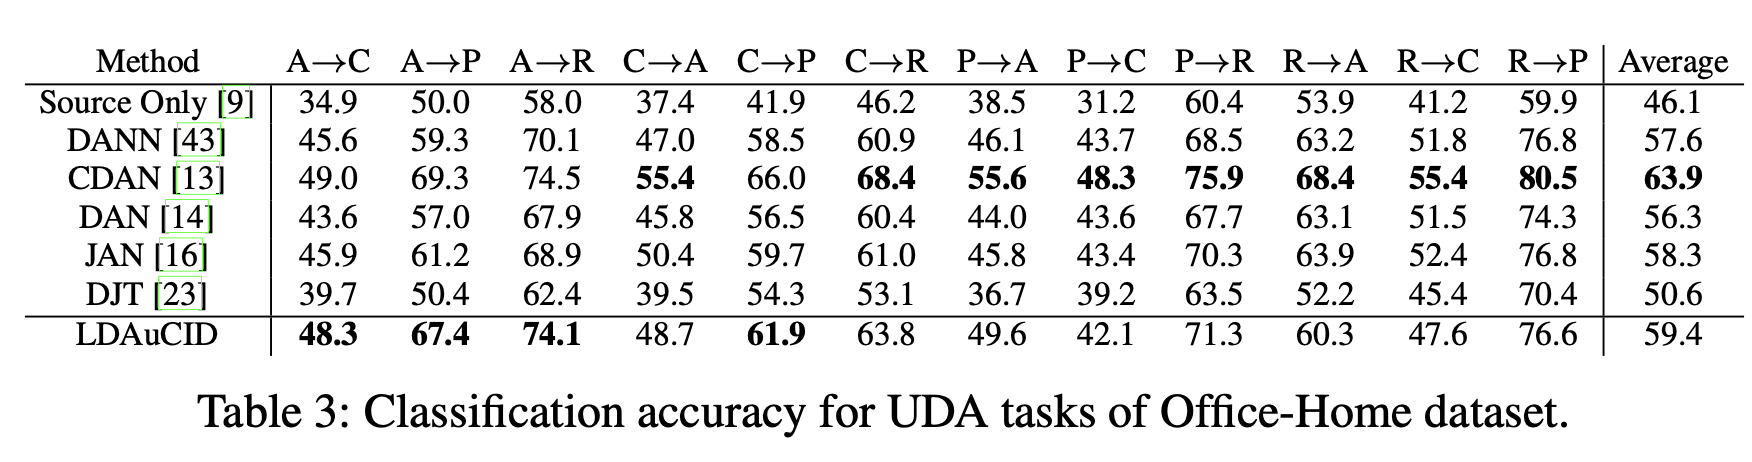 Method A→C A→P A→R C→A C→P C→R P→A P→C P→R R→A R→C R→P Average
Source Only [9] 34.9 50.0 58.0 37.4 41.9 46.2 38.5 31.2 60.4 53.9 41.2 59.9 46.1
DANN [43] 45.6 59.3 70.1 47.0 58.5 60.9 46.1 43.7 68.5 63.2 51.8 76.8 57.6
CDAN [13] 49.0 69.3 74.5 55.4 66.0 68.4 55.6 48.3 75.9 68.4 55.4 80.5 63.9
DAN [14] 43.6 57.0 67.9 45.8 56.5 60.4 44.0 43.6 67.7 63.1 51.5 74.3 56.3
JAN [16] 45.9 61.2 68.9 50.4 59.7 61.0 45.8 43.4 70.3 63.9 52.4 76.8 58.3
DJT [23] 39.7 50.4 62.4 39.5 54.3 53.1 36.7 39.2 63.5 52.2 45.4 70.4 50.6
LDAuCID 48.3 67.4 74.1 48.7 61.9 63.8 49.6 42.1 71.3 60.3 47.6 76.6 59.4
Table 3: Classification accuracy for UDA tasks of Office-Home dataset.